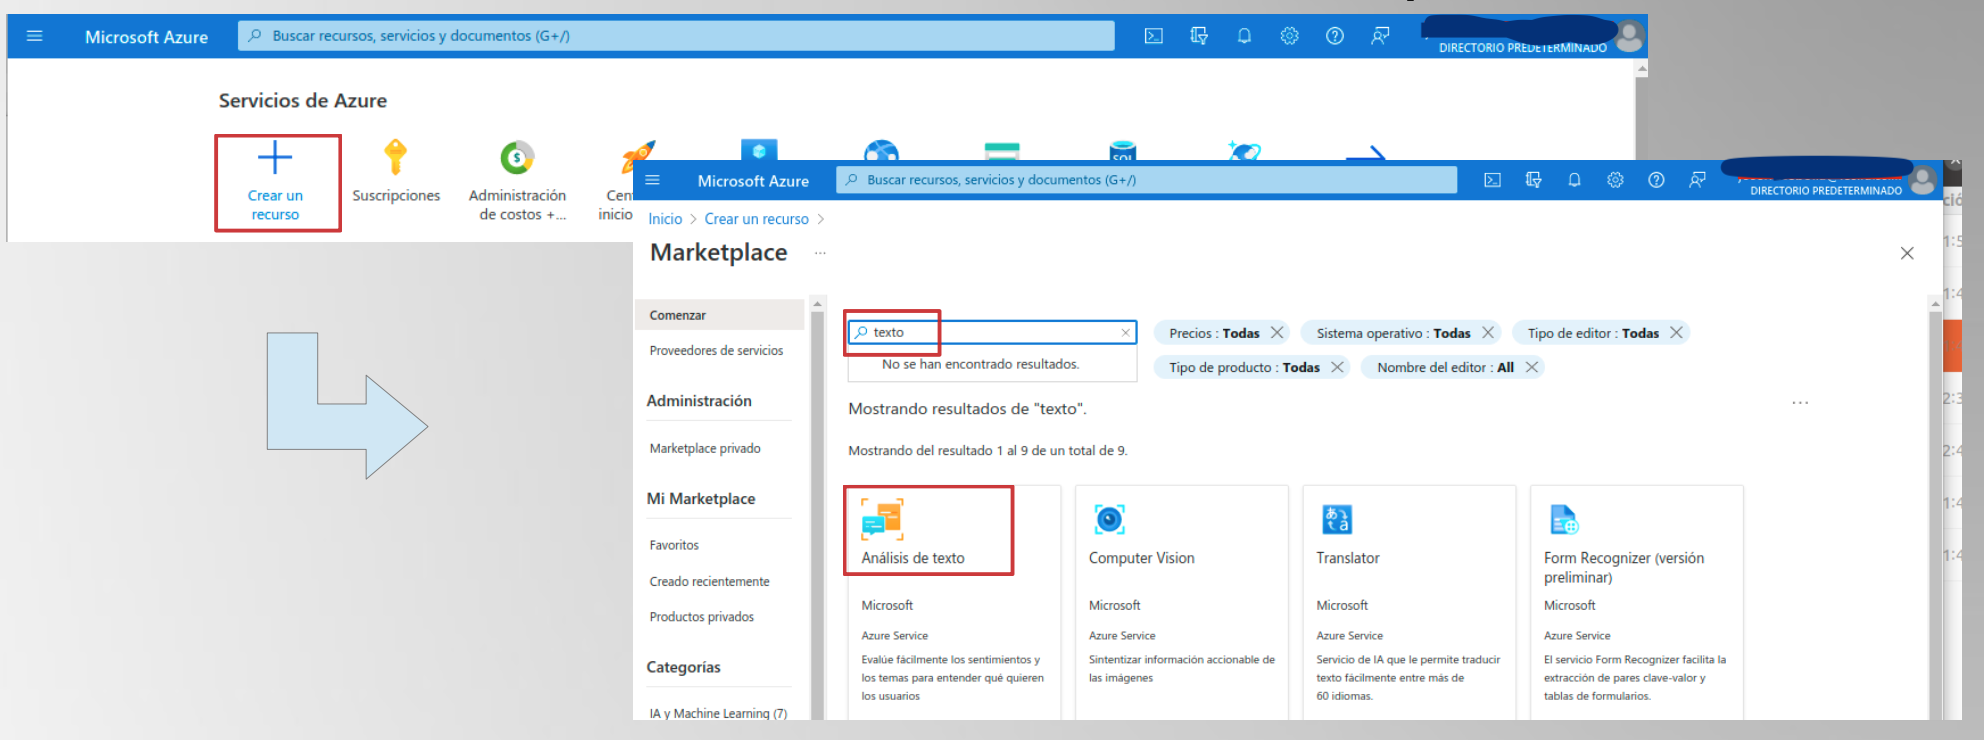 Microsoft Azure
Buscar recursos, servicios y documentos (G+/)
DIRECTORIO PREDETERMINADO
Servicios de Azure
Crear un
recurso
Suscripciones
Administración
de costos +...
inicio
SQL
Microsoft Azure
Buscar recursos, servicios y documentos (G+/)
DIRECTORIO PREDETERMINADO
Inicio > Crear un recurso >
Marketplace ...
Comenzar
Proveedores de servicios
Administración
Marketplace privado
Mi Marketplace
Favoritos
Creado recientemente
Productos privados
Categorías
IA y Machine Learning (7)
texto
No se han encontrado resultados.
Precios : Todas
Sistema operativo : Todas
Tipo de editor : Todas
Tipo de producto : Todas
Nombre del editor : All
Mostrando resultados de "texto".
...
Mostrando del resultado 1 al 9 de un total de 9.
Análisis de texto
Microsoft
Azure Service
Evalúe fácilmente los sentimientos y
los temas para entender qué quieren
los usuarios
Computer Vision
Microsoft
Azure Service
Sintentizar información accionable de
las imágenes
Translator
Microsoft
Azure Service
Servicio de IA que le permite traducir
texto fácilmente entre más de
60 idiomas.
Form Recognizer (versión
preliminar)
Microsoft
Azure Service
El servicio Form Recognizer facilita la
extracción de pares clave-valor y
tablas de formularios.